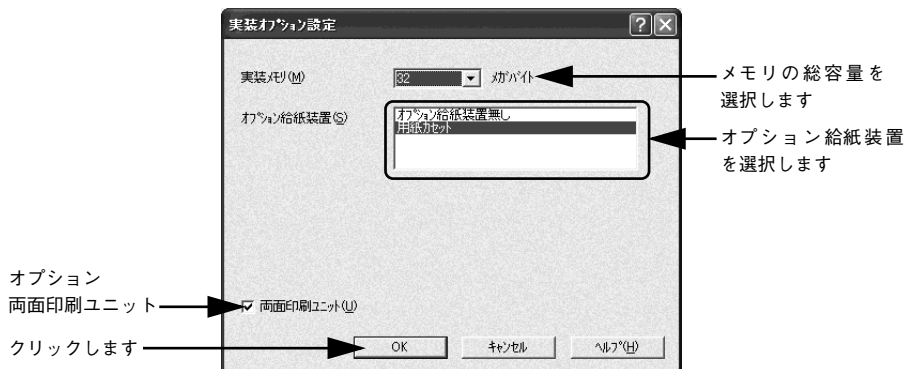 実装ｵﾌﾟｼｮﾝ設定
実装ﾒﾓﾘ(M)
32
ﾒｶﾞﾊﾞｲﾄ
メモリの総容量を
選択します
ｵﾌﾟｼｮﾝ給紙装置(S)
ｵﾌﾟｼｮﾝ給紙装置無し
用紙ｶｾｯﾄ
オプション給紙装置
を選択します
オプション
両面印刷ユニット
両面印刷ﾕﾆｯﾄ(U)
クリックします
OK
ｷｬﾝｾﾙ
ﾍﾙﾌﾟ(H)